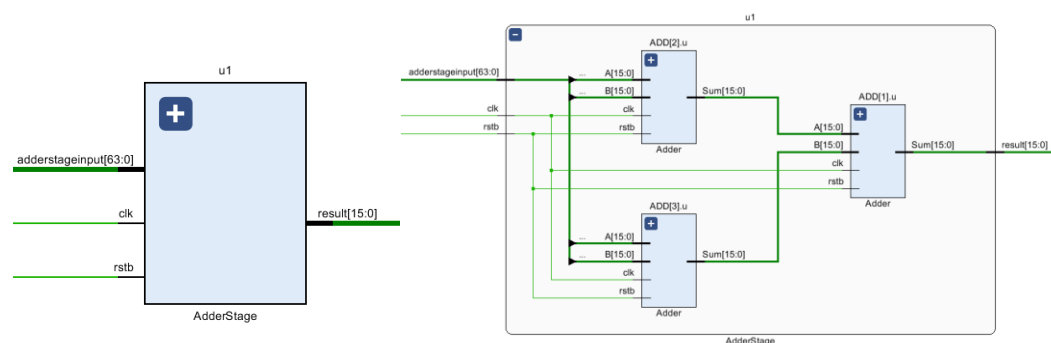 u1
adderstageinput[63:0]
clk
rstb
result[15:0]
AdderStage
u1
adderstageinput[63:0]
clk
rstb
ADD[2].u
... A[15:0]
... B[15:0]
clk
rstb
Sum[15:0]
Adder
ADD[3].u
... A[15:0]
... B[15:0]
clk
rstb
Sum[15:0]
Adder
ADD[1].u
A[15:0]
B[15:0]
clk
rstb
Sum[15:0]
Adder
result[15:0]
AdderStage